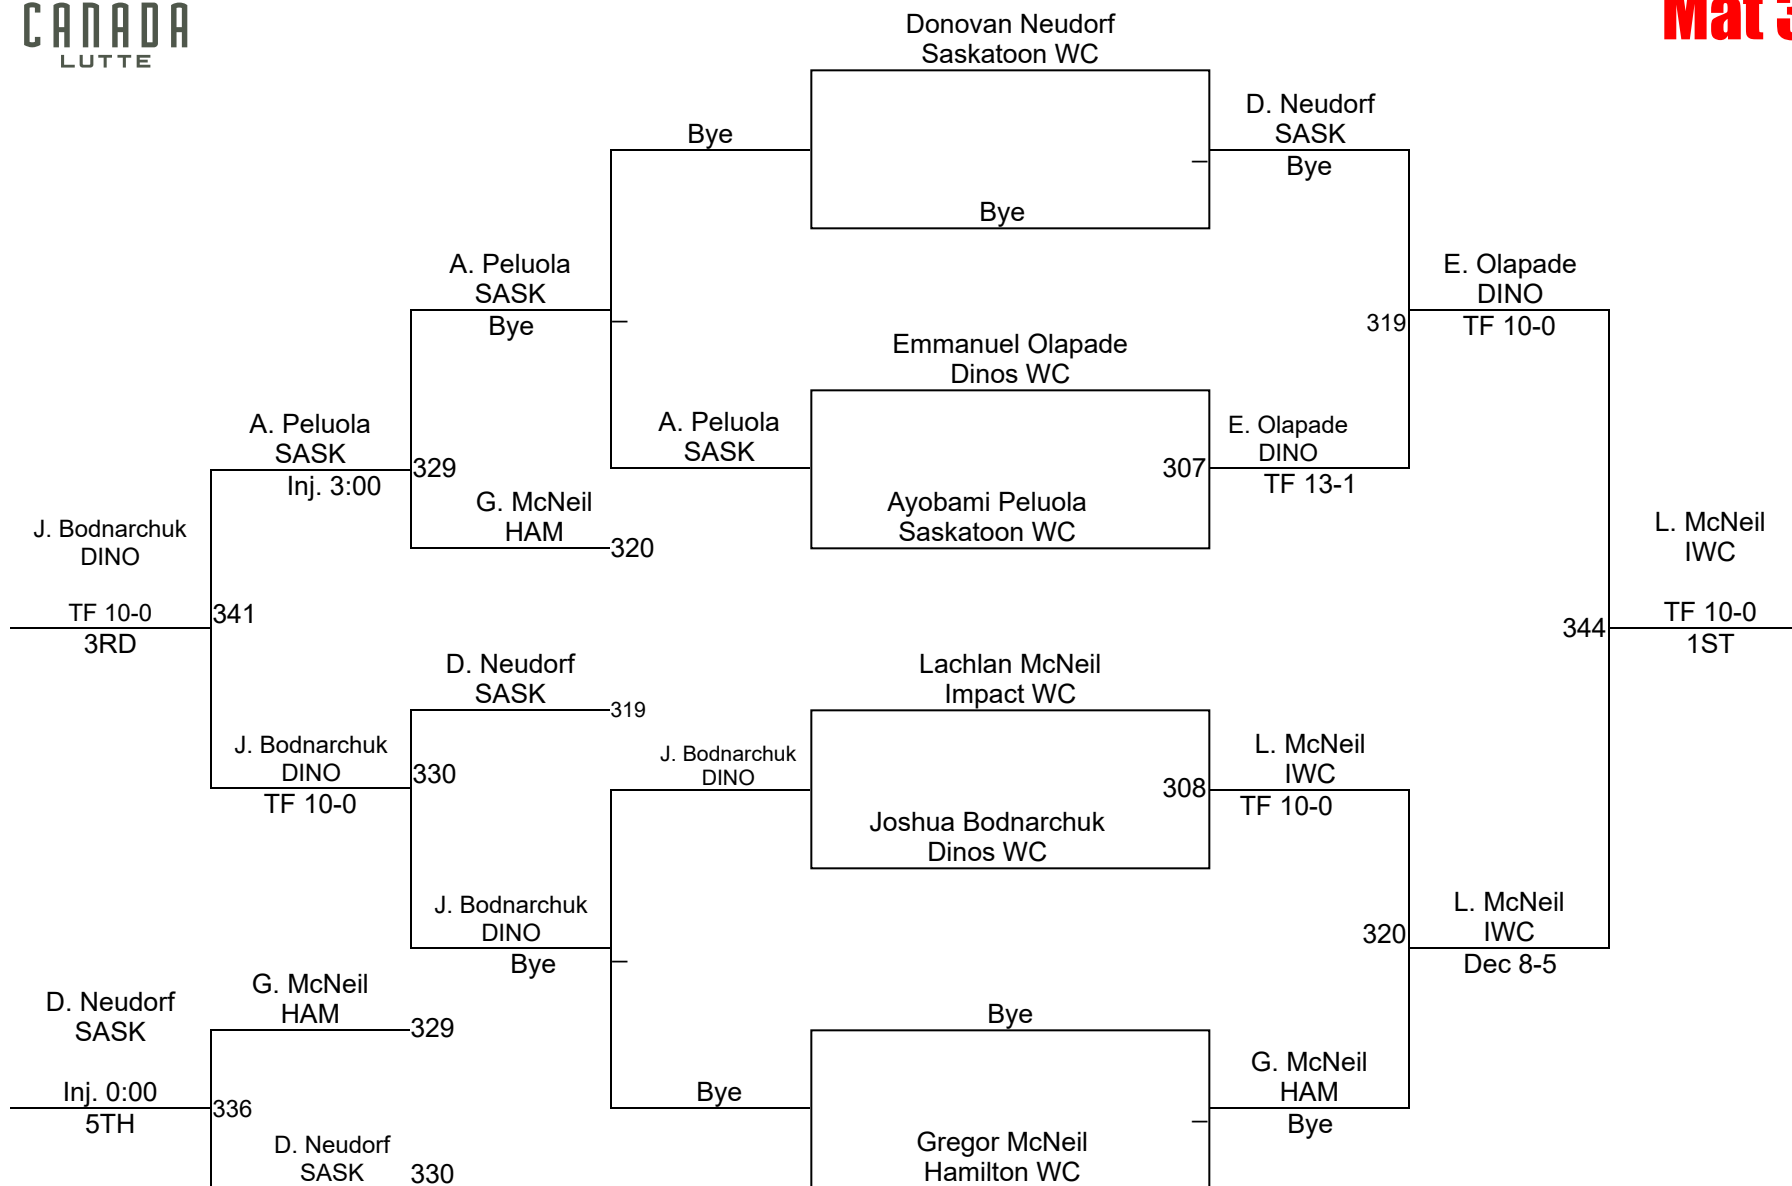 CANADA
LUTTE
Mat 3
Donovan Neudorf
Saskatoon WC
Bye
D. Neudorf
SASK
Bye
Bye
A. Peluola
SASK
Bye
E. Olapade
DINO
TF 10-0
319
Emmanuel Olapade
Dinos WC
A. Peluola
SASK
Inj. 3:00
329
A. Peluola
SASK
E. Olapade
DINO
TF 13-1
307
G. McNeil
HAM
320
Ayobami Peluola
Saskatoon WC
J. Bodnarchuk
DINO
TF 10-0
3RD
341
L. McNeil
IWC
TF 10-0
1ST
344
D. Neudorf
SASK
319
Lachlan McNeil
Impact WC
J. Bodnarchuk
DINO
TF 10-0
330
J. Bodnarchuk
DINO
308
L. McNeil
IWC
TF 10-0
Joshua Bodnarchuk
Dinos WC
J. Bodnarchuk
DINO
Bye
320
L. McNeil
IWC
Dec 8-5
D. Neudorf
SASK
Inj. 0:00
5TH
G. McNeil
HAM
329
336
Bye
Bye
G. McNeil
HAM
Bye
D. Neudorf
SASK
330
Gregor McNeil
Hamilton WC